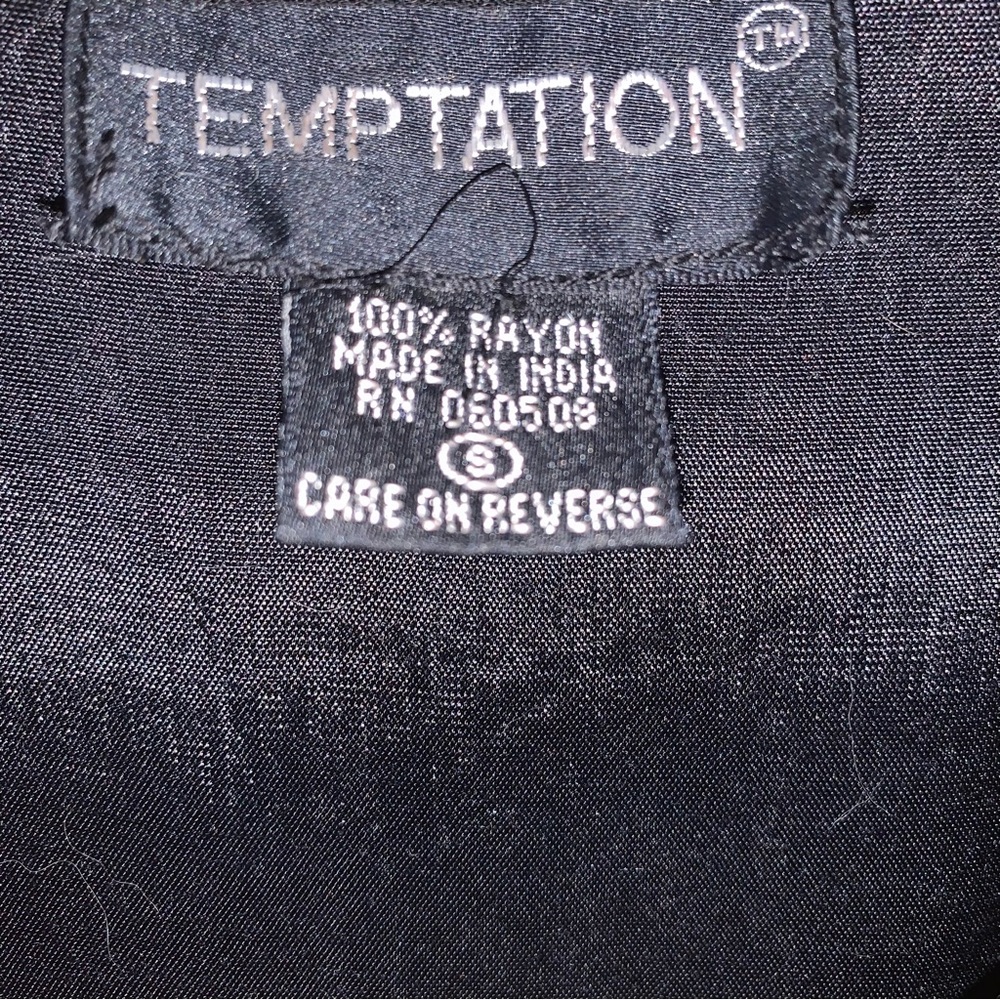 TEMPTATION™
100% RAYON
MADE IN INDIA
RN 060508
S
CARE ON REVERSE